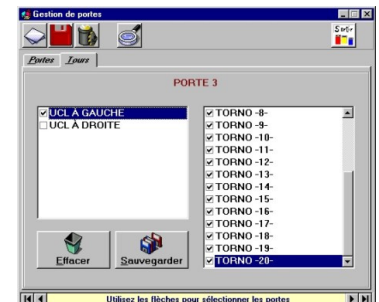 Gestion de portes
Portes Tours
PORTE 3
UCL À GAUCHE
UCL À DROITE
TORNO -8-
TORNO -9-
TORNO -10-
TORNO -11-
TORNO -12-
TORNO -13-
TORNO -14-
TORNO -15-
TORNO -16-
TORNO -17-
TORNO -18-
TORNO -19-
TORNO -20-
Effacer Sauvegarder
Utilisez les flèches pour sélectionner les portes